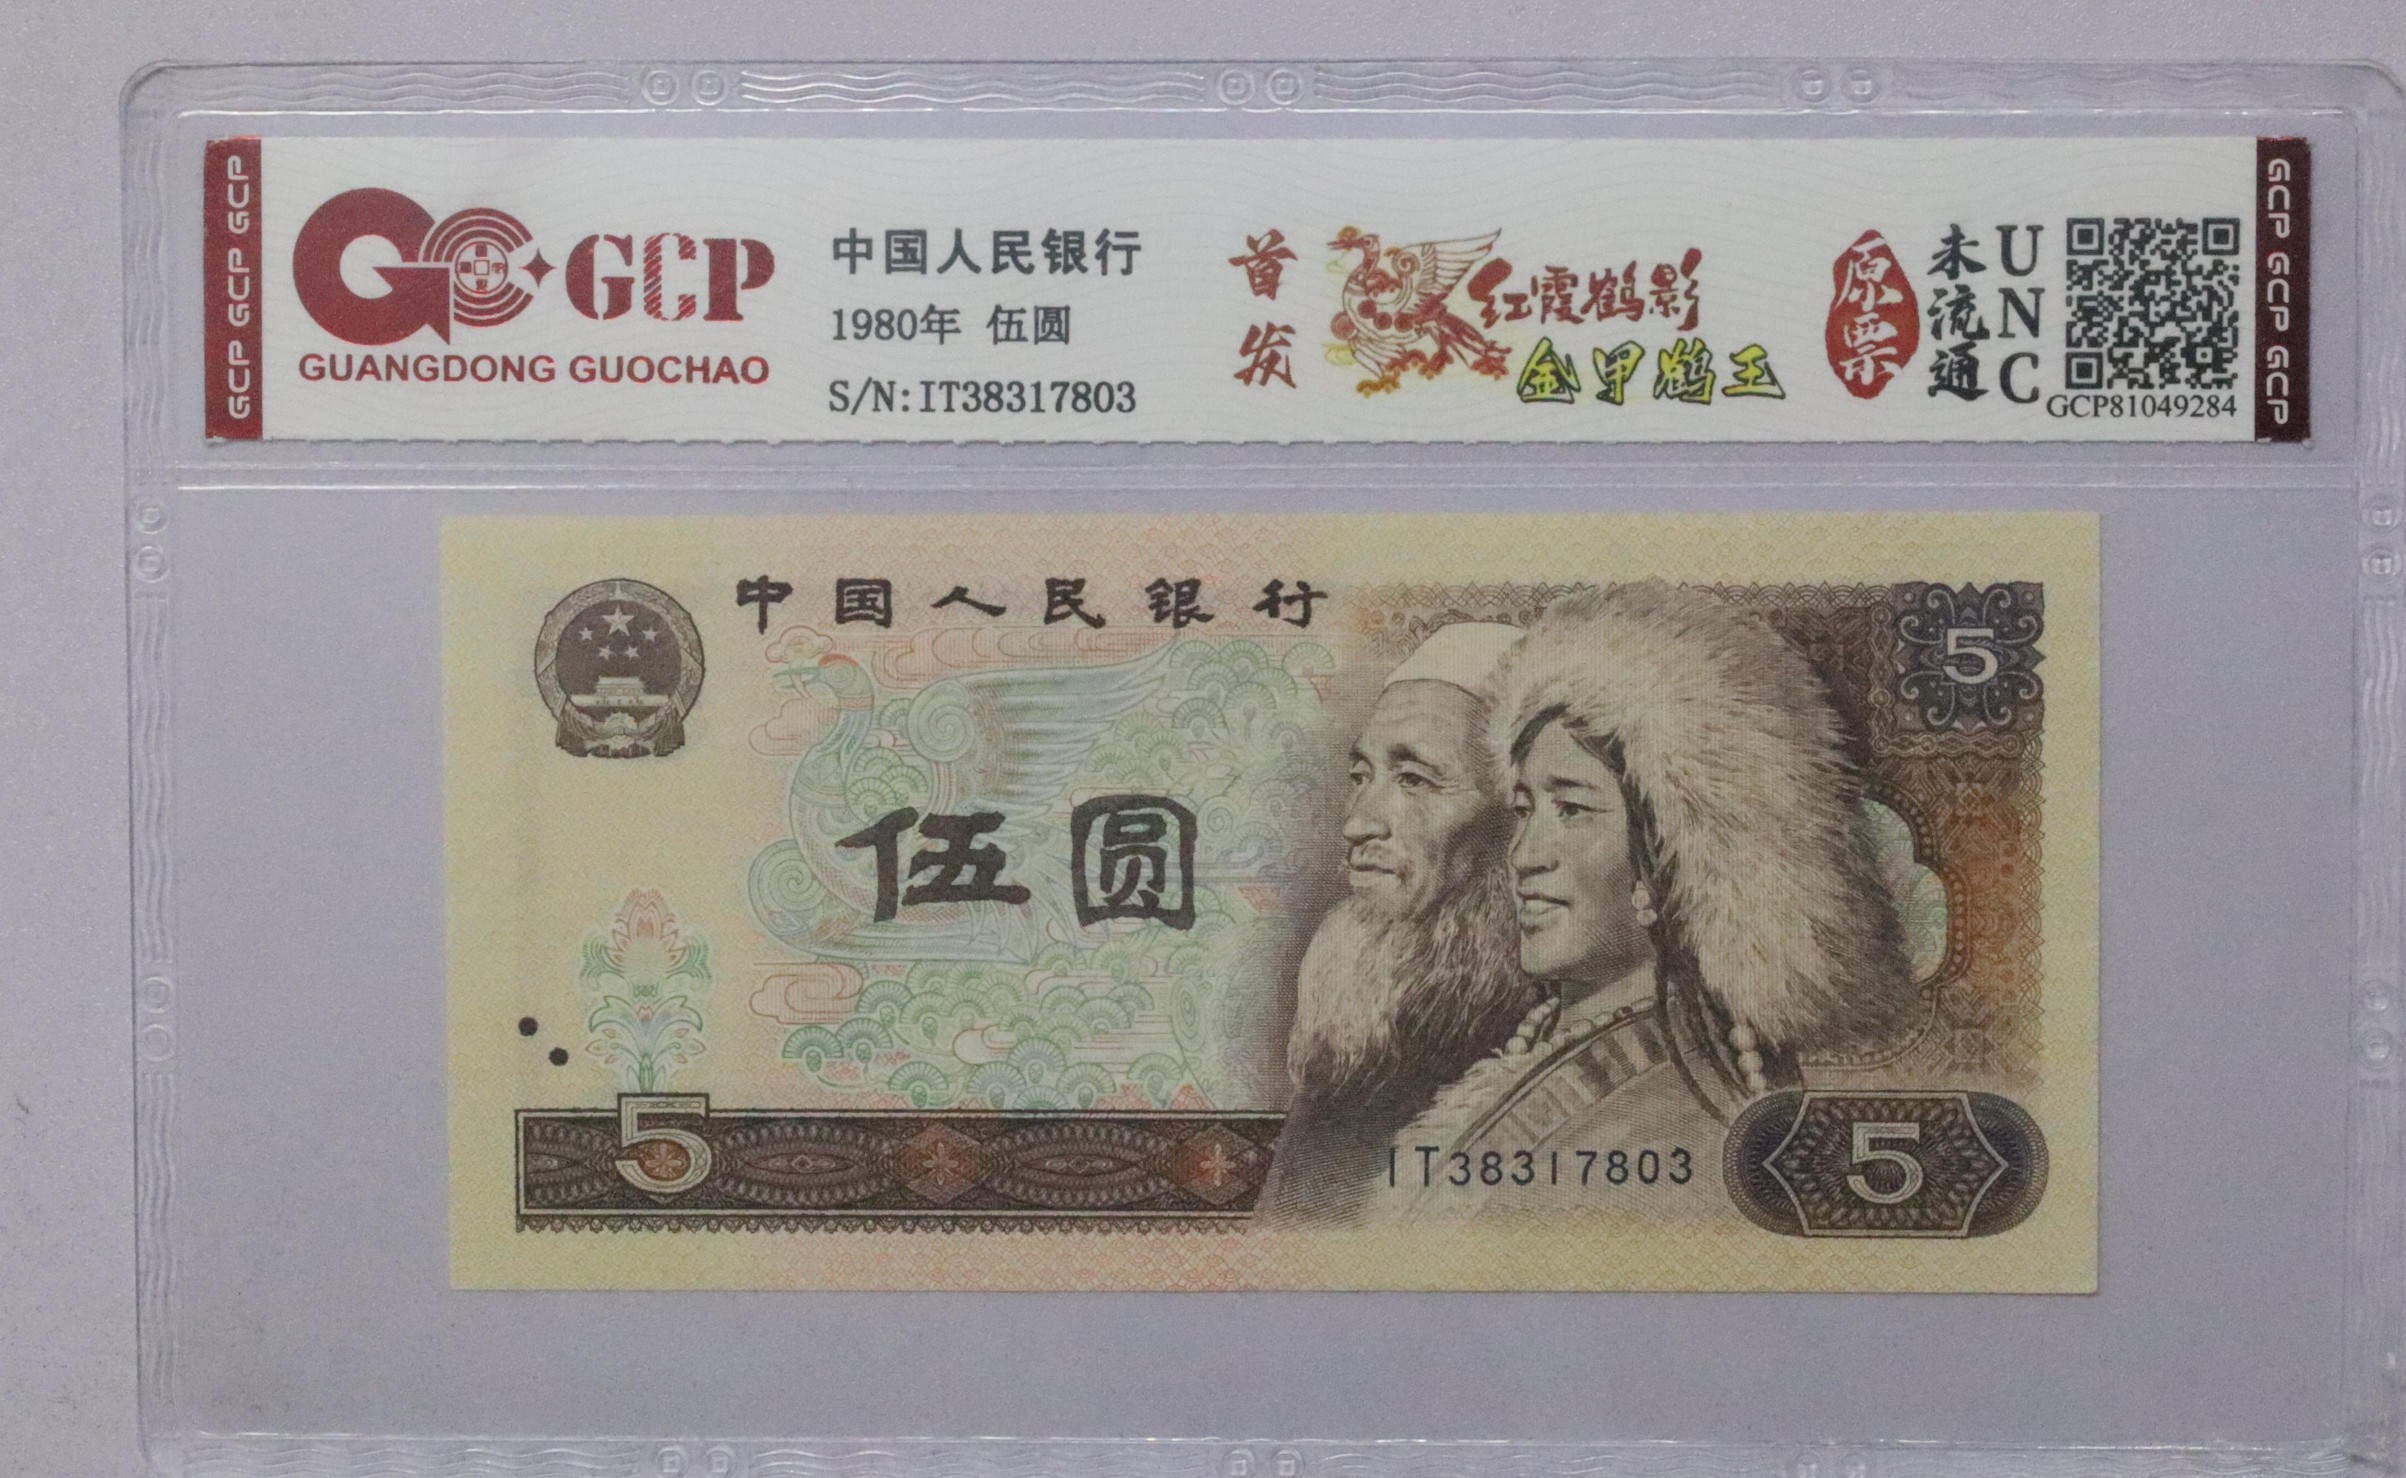 GCP GCP GCP
GCP
GUANGDONG GUOCHAO
中国人民银行
1980年 伍圆
S/N:IT38317803
首发
红霞鹤影
金甲鹤王
原票
未流通
UNC
GCP81049284
GCP GCP GCP
中国人民银行
5
伍圆
5
IT38317803
5